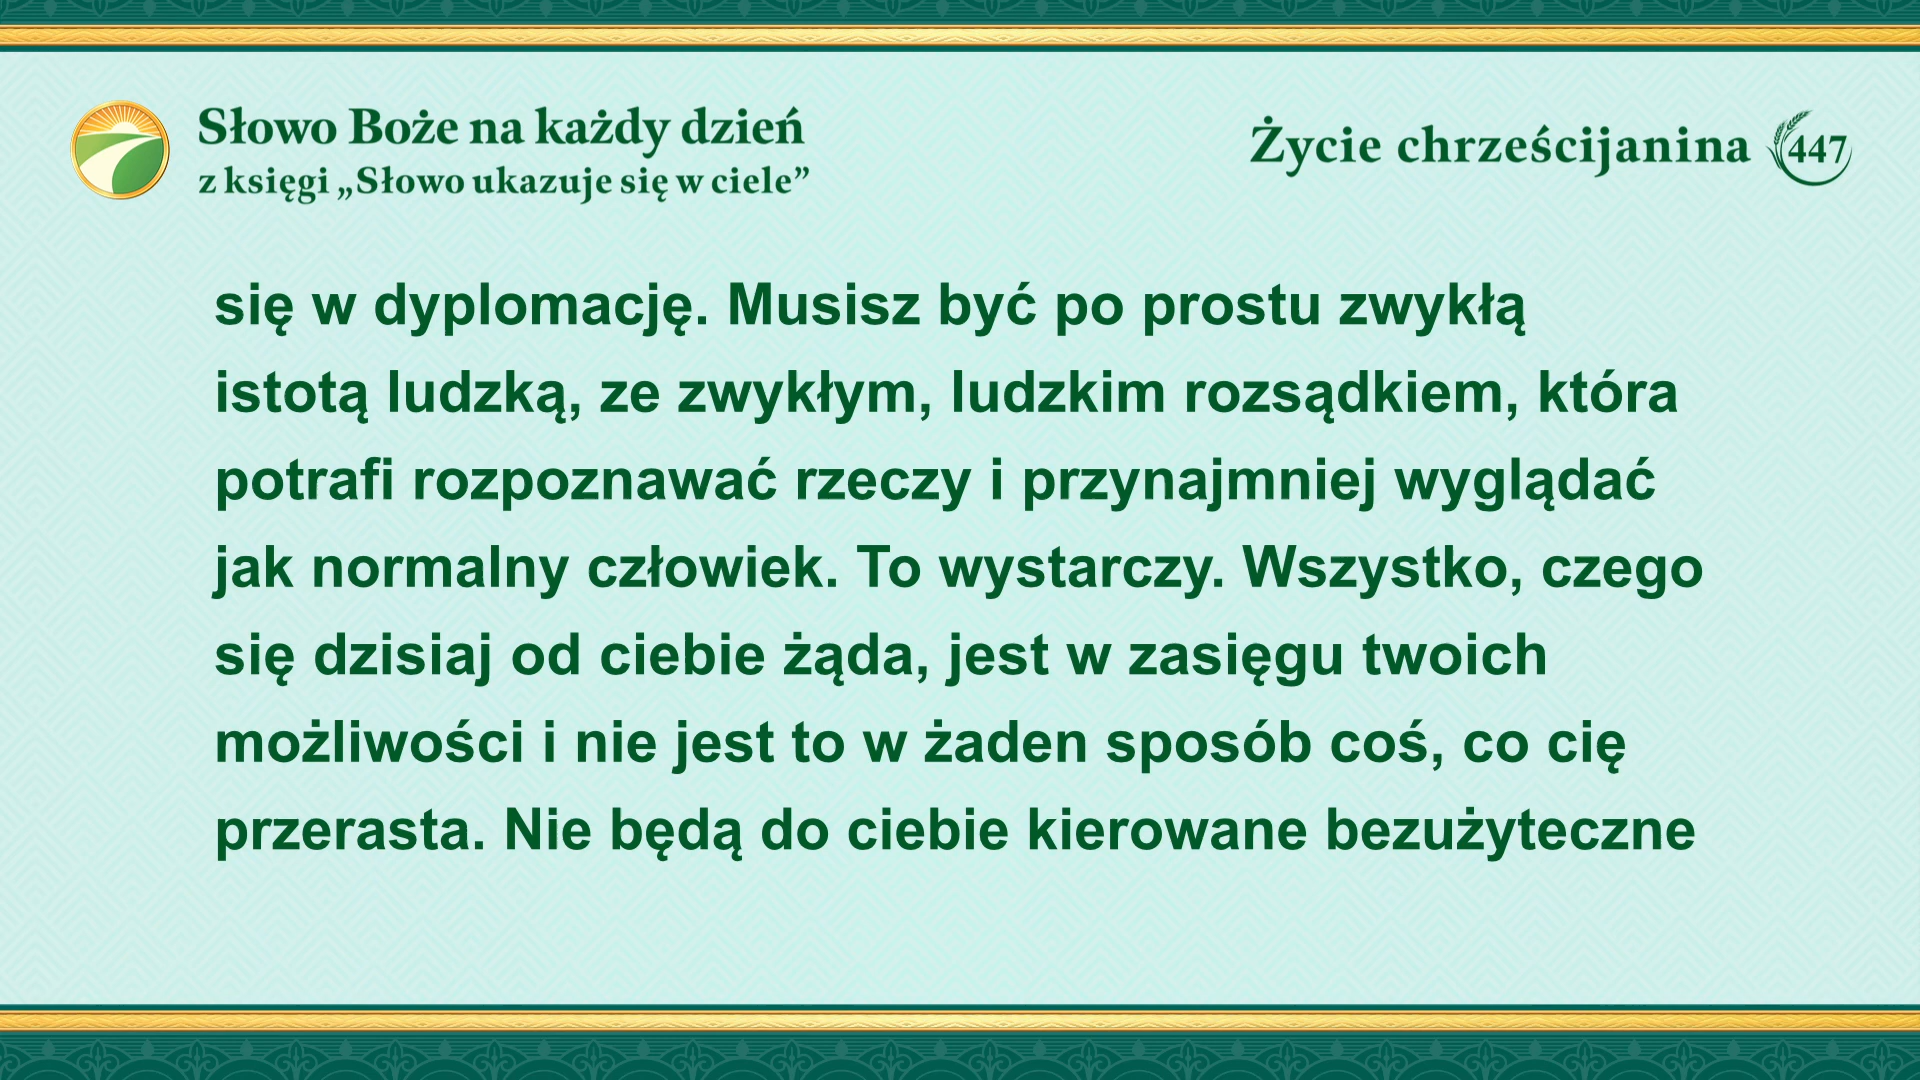 Słowo Boże na każdy dzień
z księgi „Słowo ukazuje się w ciele”
Życie chrześcijanina 447
się w dyplomację. Musisz być po prostu zwykłą
istotą ludzką, ze zwykłym, ludzkim rozsądkiem, która
potrafi rozpoznawać rzeczy i przynajmniej wyglądać
jak normalny człowiek. To wystarczy. Wszystko, czego
się dzisiaj od ciebie żąda, jest w zasięgu twoich
możliwości i nie jest to w żaden sposób coś, co cię
przerasta. Nie będą do ciebie kierowane bezużyteczne